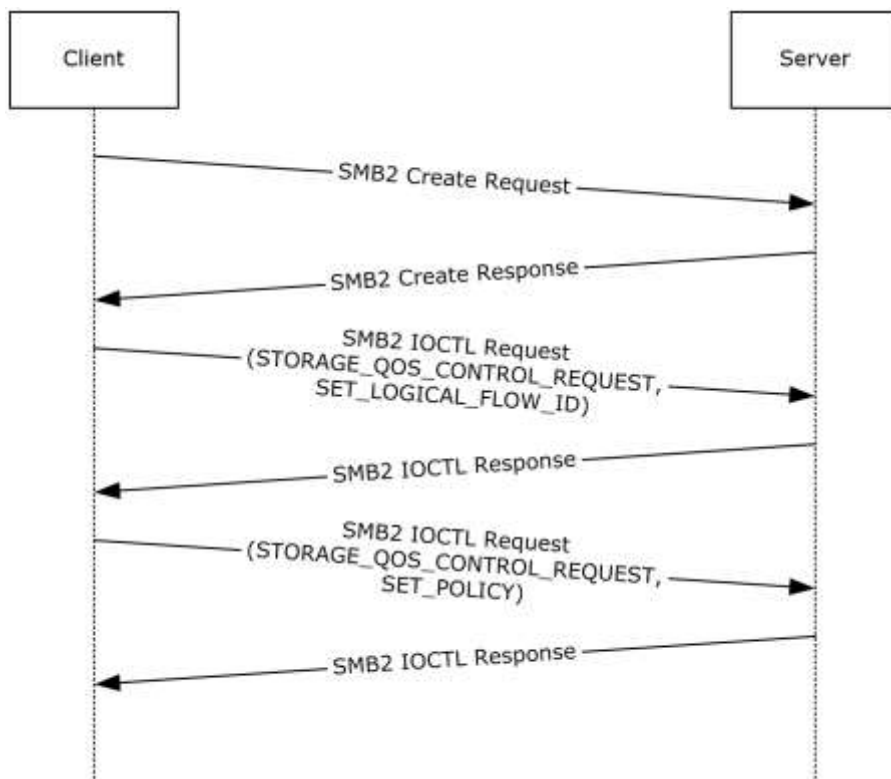 Client
Server
SMB2 Create Request
SMB2 Create Response
SMB2 IOCTL Request
(STORAGE_QOS_CONTROL_REQUEST,
SET_LOGICAL_FLOW_ID)
SMB2 IOCTL Response
SMB2 IOCTL Request
(STORAGE_QOS_CONTROL_REQUEST,
SET_POLICY)
SMB2 IOCTL Response